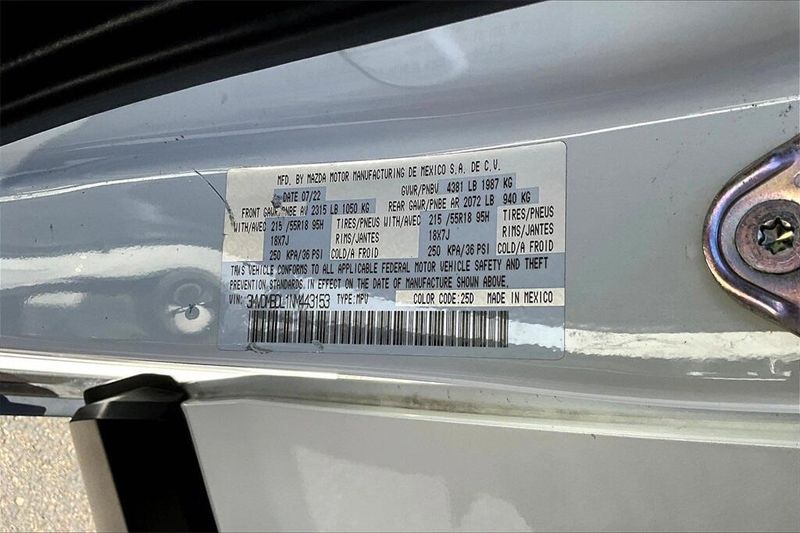 MFD. BY MAZDA MOTOR MANUFACTURING DE MEXICO S.A. DE C.V.
DATE 07/22 GVWR/PNBV 4381 LB 1987 KG
FRONT GAWR/PNBE AV 2315 LB 1050 KG REAR GAWR/PNBE AR 2072 LB 940 KG
WITH/AVEC 215/55R18 95H TIRES/PNEUS WITH/AVEC 215/55R18 95H TIRES/PNEUS
18X7J RIMS/JANTES 18X7J RIMS/JANTES
250 KPA/36 PSI COLD/A FROID 250 KPA/36 PSI COLD/A FROID
THIS VEHICLE CONFORMS TO ALL APPLICABLE FEDERAL MOTOR VEHICLE SAFETY AND THEFT
PREVENTION STANDARDS. IN EFFECT ON THE DATE OF MANUFACTURE SHOWN ABOVE.
VIN: TYPE:MPV COLOR CODE:25D MADE IN MEXICO